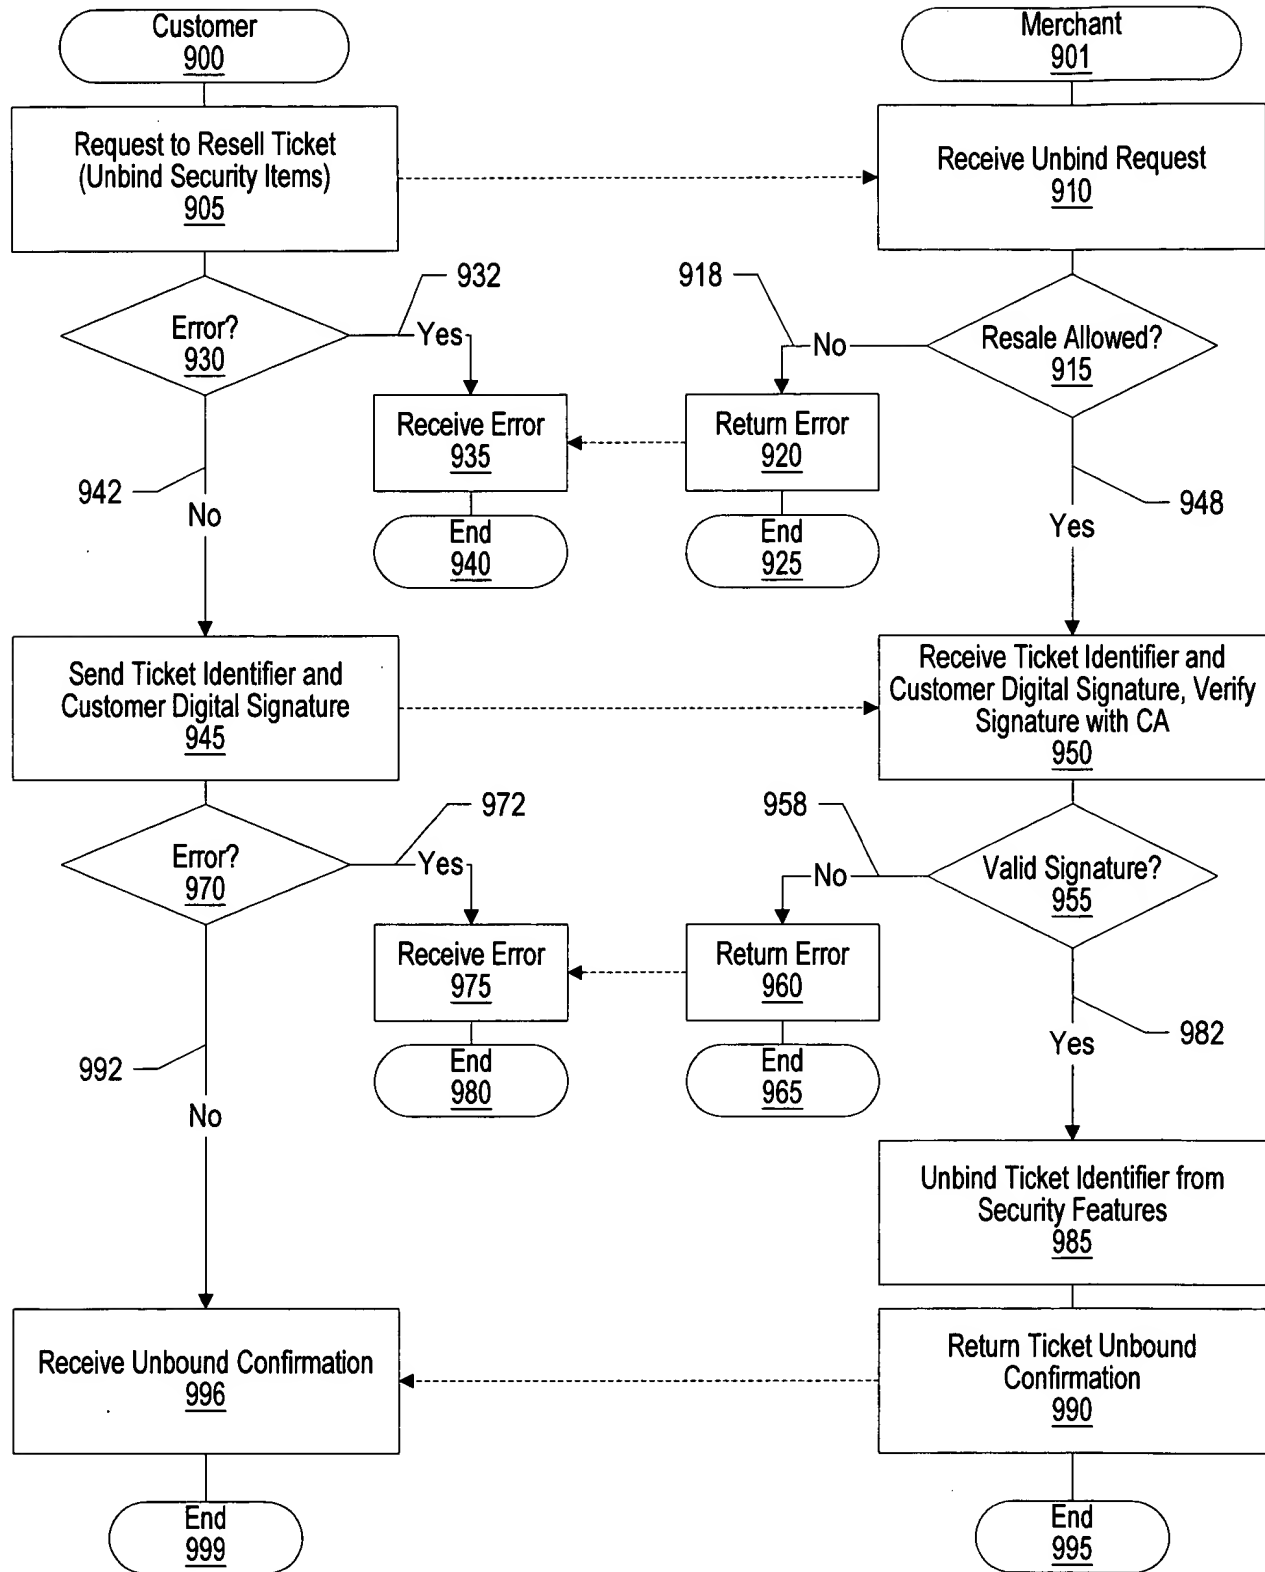 Customer
900
Merchant
901
Request to Resell Ticket
(Unbind Security Items)
905
Receive Unbind Request
910
932
918
Error?
930
Yes
No
Resale Allowed?
915
Receive Error
935
Return Error
920
942
No
948
Yes
End
940
End
925
Send Ticket Identifier and
Customer Digital Signature
945
Receive Ticket Identifier and
Customer Digital Signature, Verify
Signature with CA
950
972
958
Error?
970
Yes
No
Valid Signature?
955
Receive Error
975
Return Error
960
992
No
982
Yes
End
980
End
965
Unbind Ticket Identifier from
Security Features
985
Receive Unbound Confirmation
996
Return Ticket Unbound
Confirmation
990
End
999
End
995